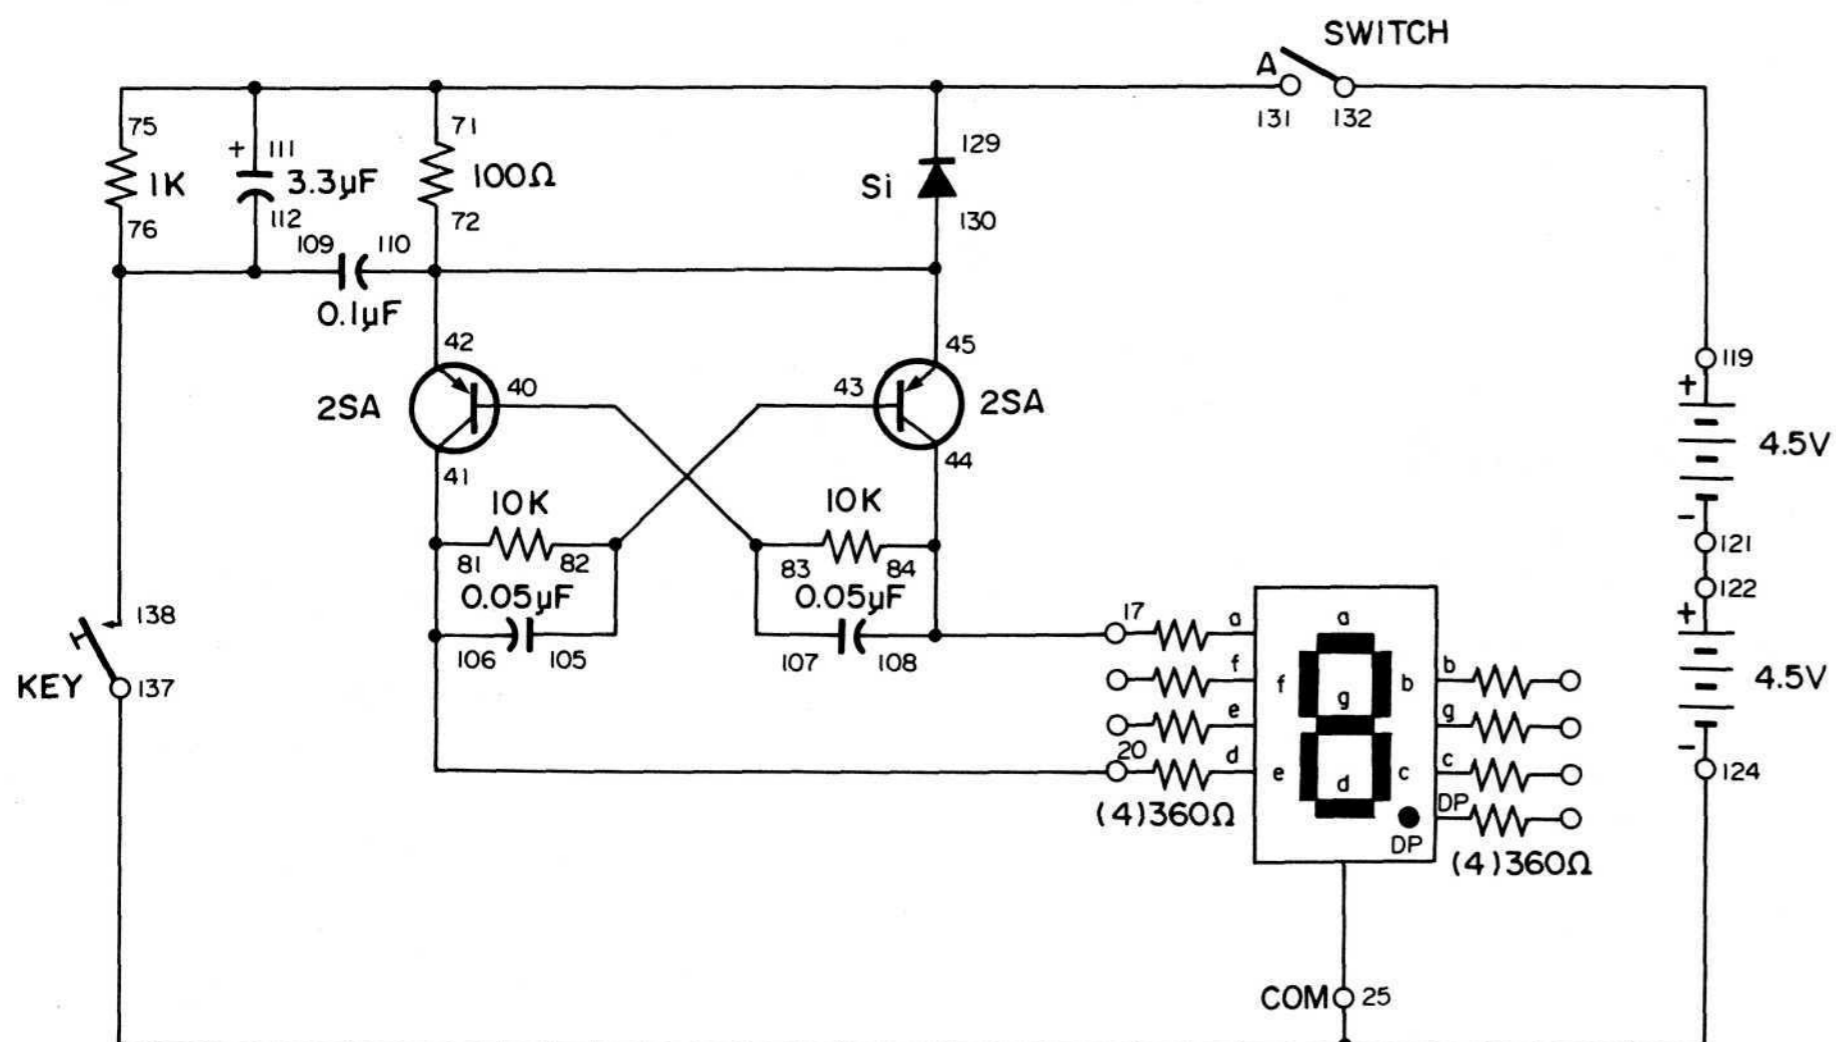 SWITCH
A
131
132
75
+
111
71
129
1K
3.3µF
100Ω
Si
76
112
72
130
109
110
0.1µF
42
45
119
+
2SA
40
43
2SA
4.5V
41
44
10K
10K
-
121
81
82
83
84
122
0.05µF
0.05µF
+
106
105
107
108
138
17
a
a
KEY
137
f
f
b
b
4.5V
g
e
g
20
d
e
c
c
-
124
d
DP
(4)360Ω
DP
(4)360Ω
COM
25